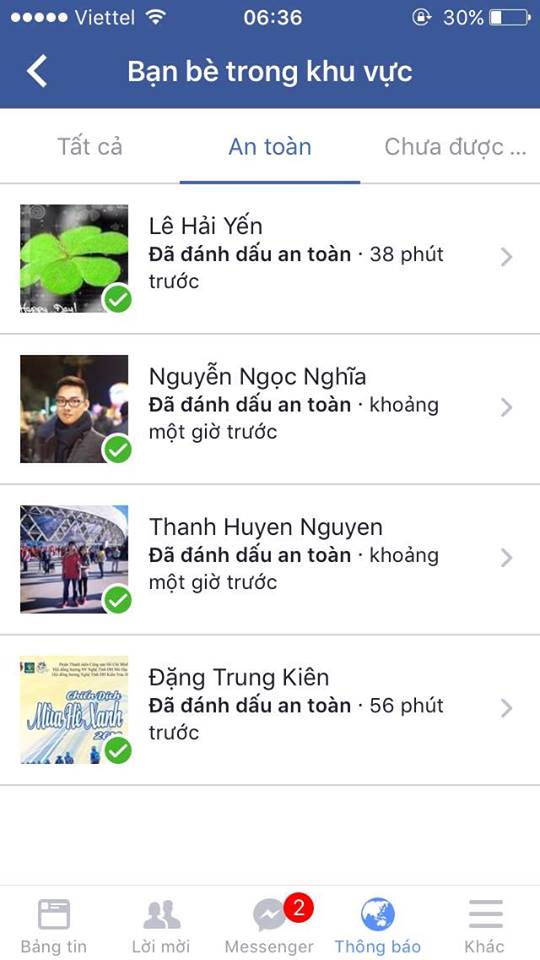 Viettel 06:36 30%
Bạn bè trong khu vực
Tất cả An toàn Chưa được ...
Lê Hải Yến
Đã đánh dấu an toàn · 38 phút
trước
Happy Day!
Nguyễn Ngọc Nghĩa
Đã đánh dấu an toàn · khoảng
một giờ trước
Thanh Huyen Nguyen
Đã đánh dấu an toàn · khoảng
một giờ trước
Đặng Trung Kiên
Đã đánh dấu an toàn · 56 phút
trước
Chiến Dịch
Mùa Hè Xanh
2
Bảng tin Lời mời Messenger Thông báo Khác